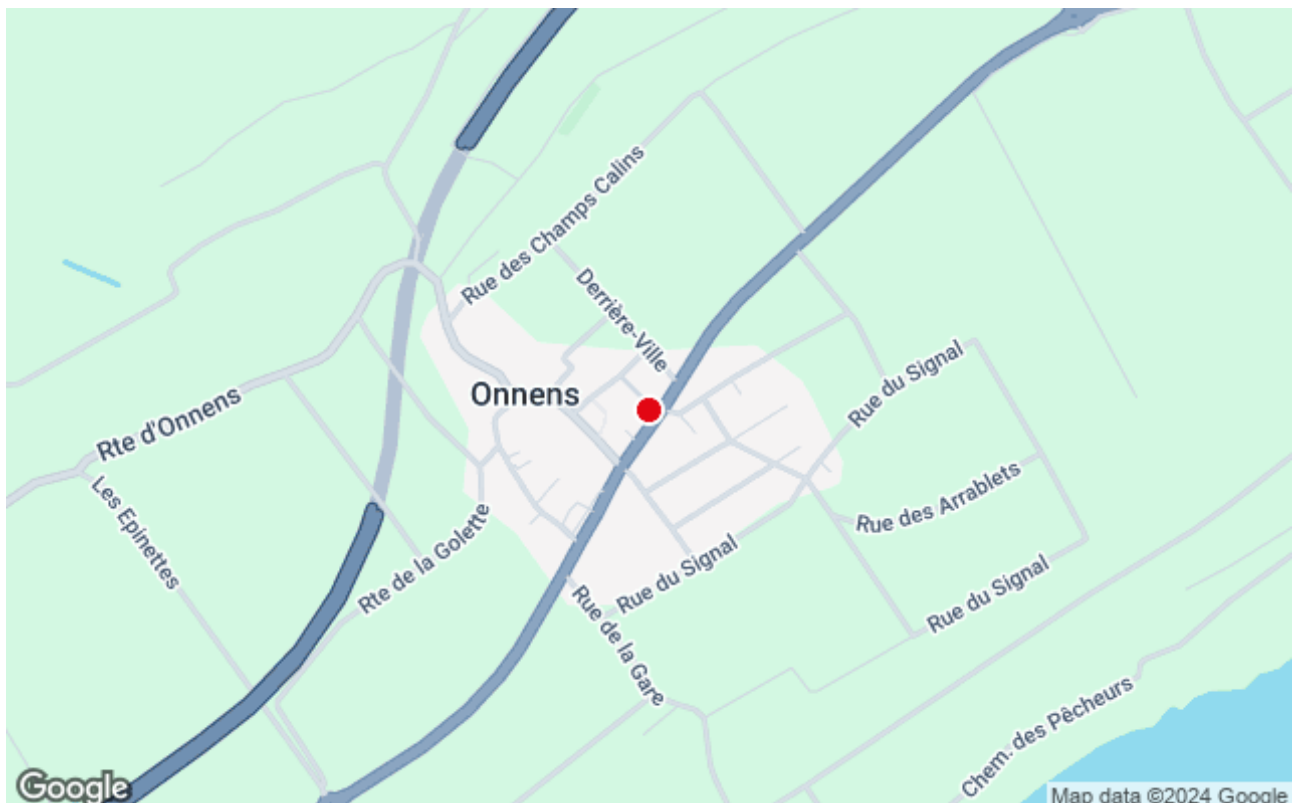 Rue des Champs Calins
Derrière-Ville
Onnens
Rue du Signal
Rte d'Onnens
Les Epinettes
Rue des Arrablets
Rte de la Golette
Rue du Signal
Rue du Signal
Rue de la Gare
Chem. des Pêcheurs
Google
Map data ©2024 Google